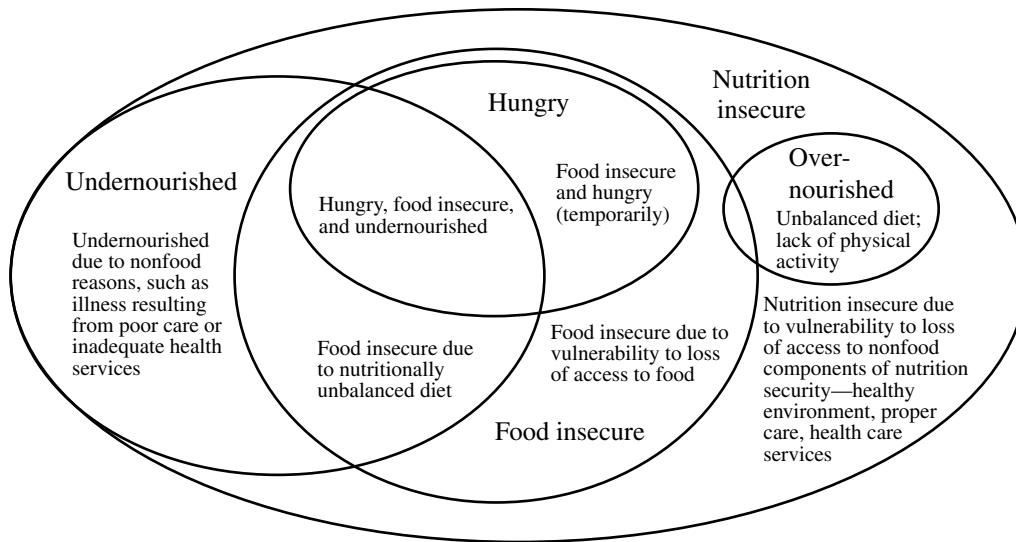 Nutrition
insecure
Hungry
Over-
nourished
Unbalanced diet;
lack of physical
activity
Undernourished
Food insecure
and hungry
(temporarily)
Hungry, food insecure,
and undernourished
Undernourished
due to nonfood
reasons, such as
illness resulting
from poor care or
inadequate health
services
Food insecure due
to nutritionally
unbalanced diet
Food insecure due to
vulnerability to loss
of access to food
Nutrition insecure due
to vulnerability to loss
of access to nonfood
components of nutrition
security—healthy
environment, proper
care, health care
services
Food insecure